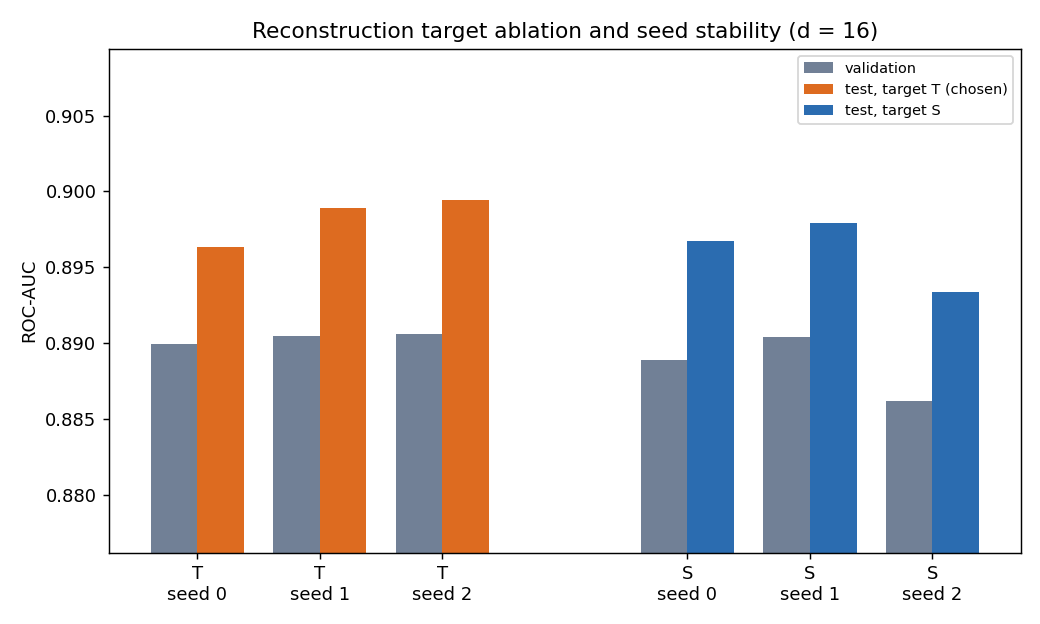 Reconstruction target ablation and seed stability (d = 16)
validation
test, target T (chosen)
test, target S
ROC-AUC
0.905
0.900
0.895
0.890
0.885
0.880
T
seed 0
T
seed 1
T
seed 2
S
seed 0
S
seed 1
S
seed 2